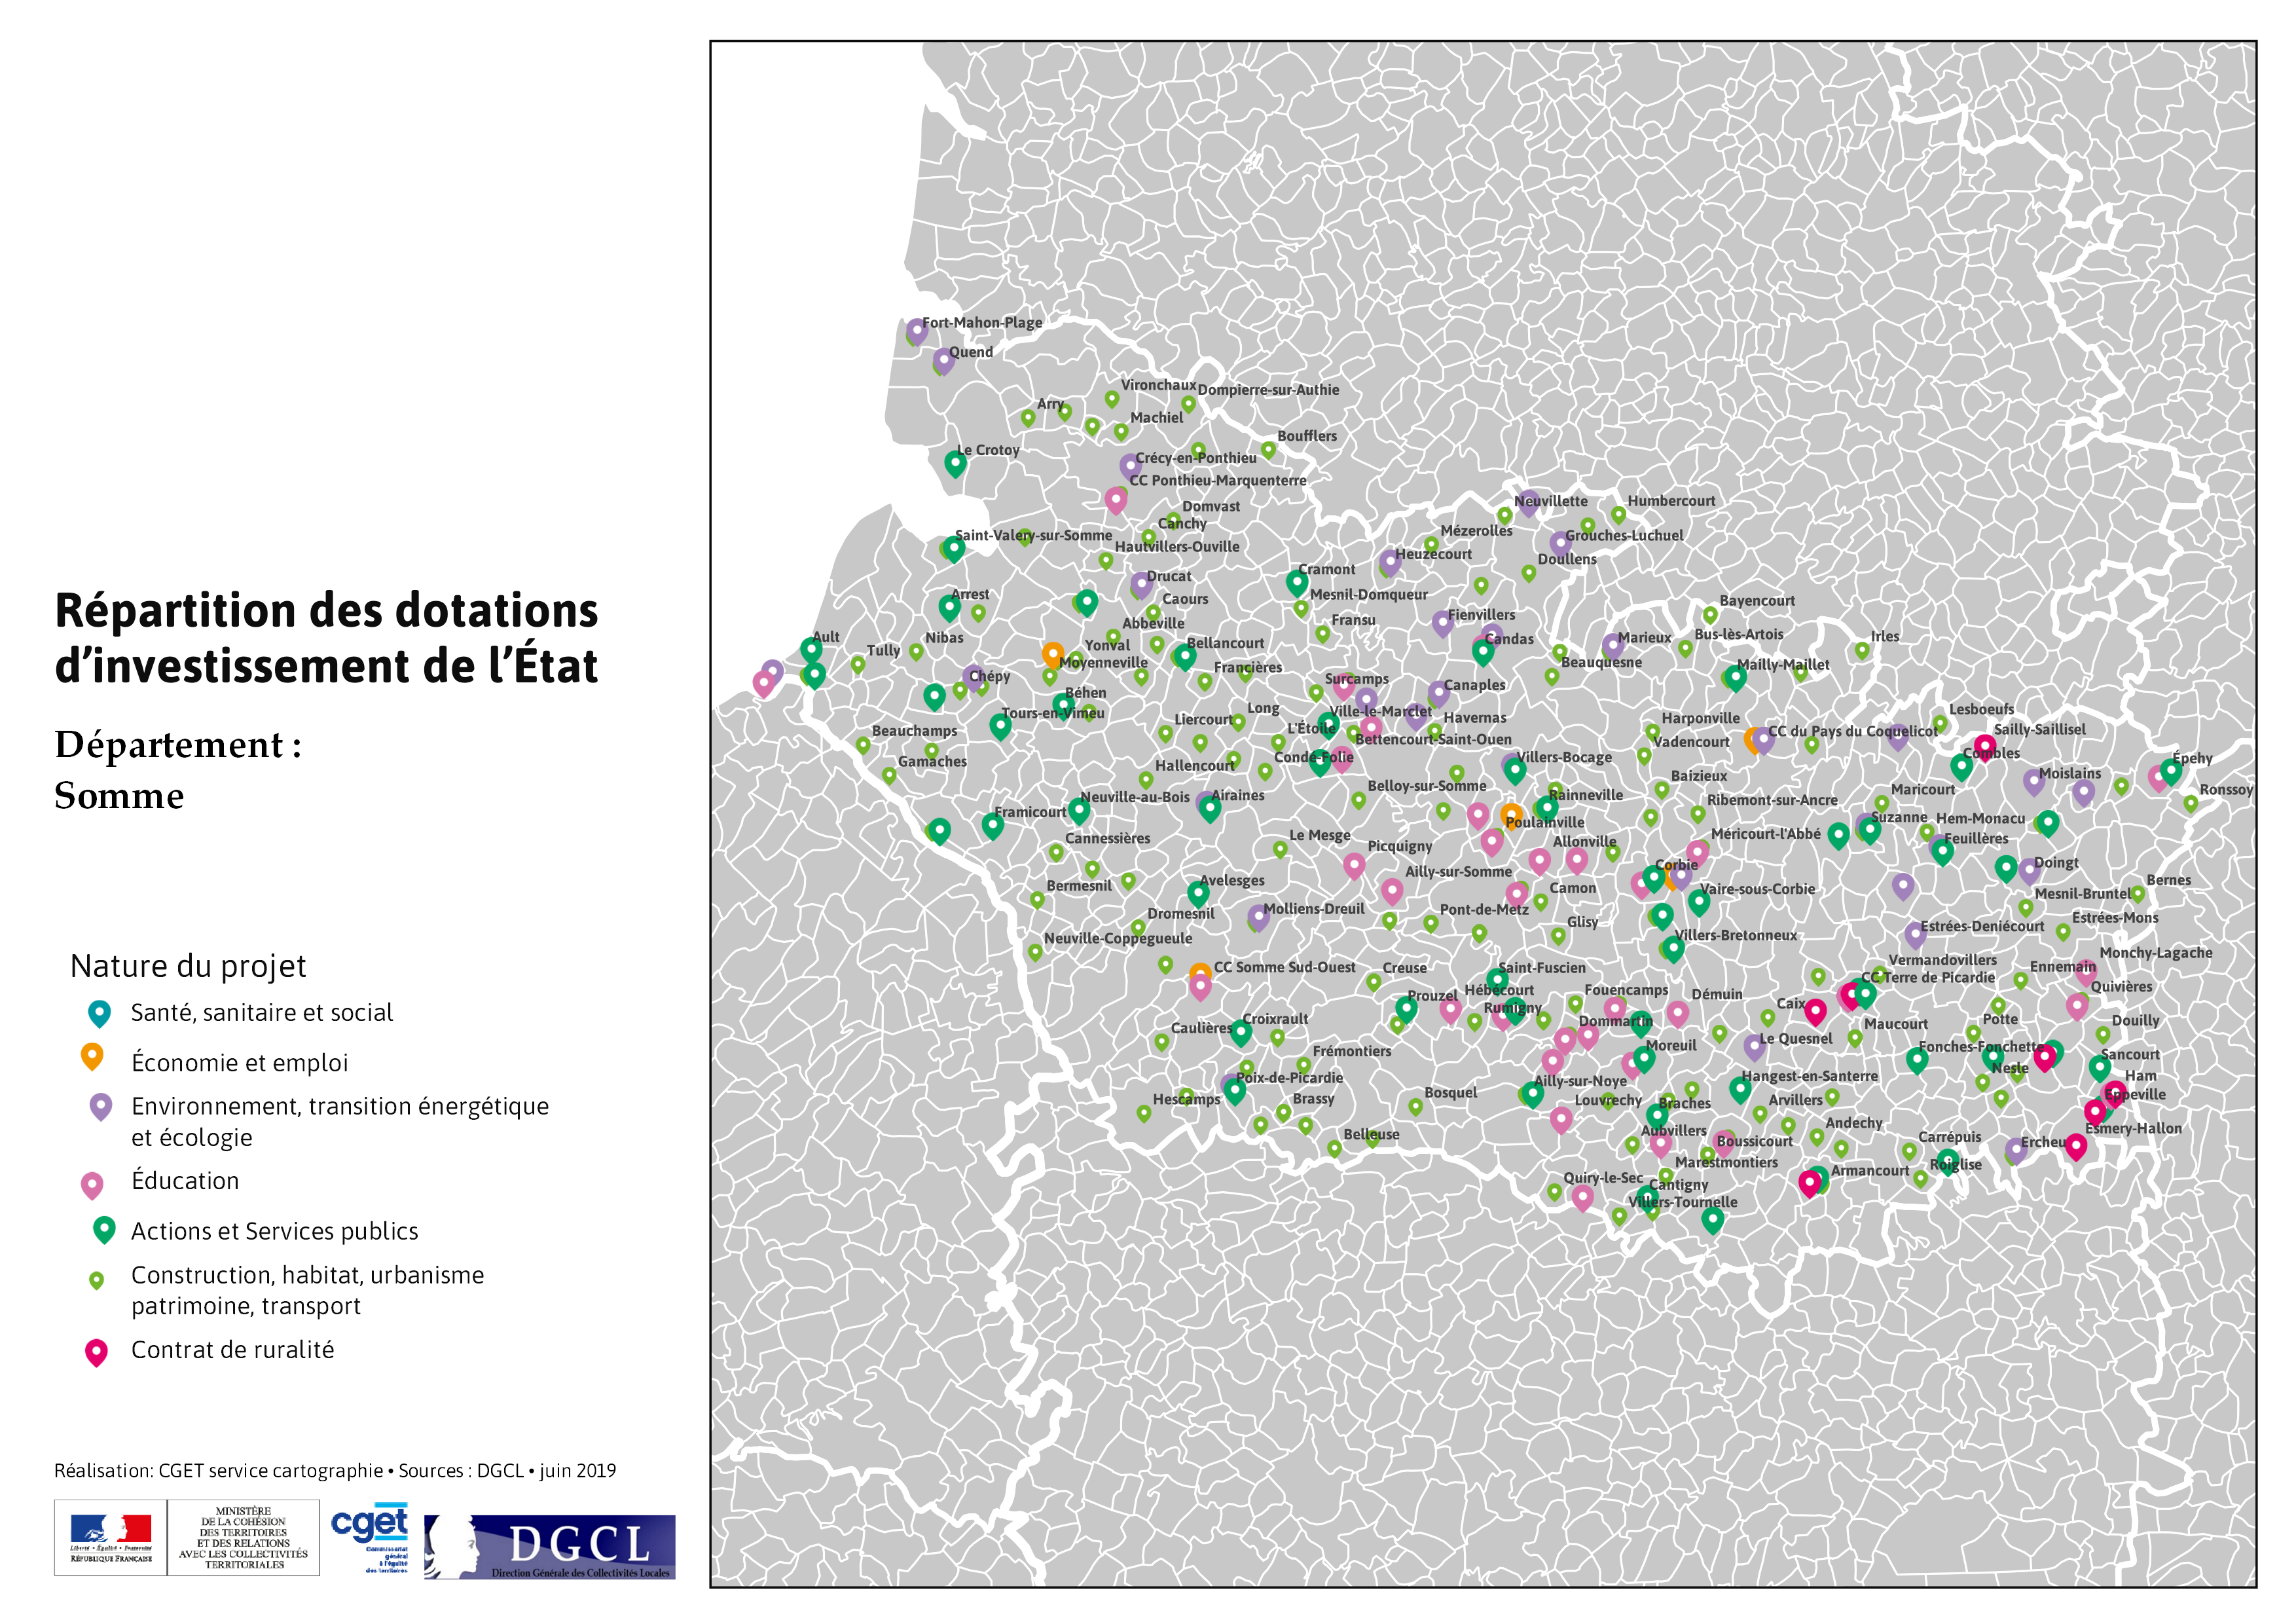 Répartition des dotations
d’investissement de l’État
Département :
Somme
Nature du projet
Santé, sanitaire et social
Économie et emploi
Environnement, transition énergétique
et écologie
Éducation
Actions et Services publics
Construction, habitat, urbanisme
patrimoine, transport
Contrat de ruralité
Réalisation: CGET service cartographie • Sources : DGCL • juin 2019
Liberté • Égalité • Fraternité
RÉPUBLIQUE FRANÇAISE
MINISTÈRE
DE LA COHÉSION
DES TERRITOIRES
ET DES RELATIONS
AVEC LES COLLECTIVITÉS
TERRITORIALES
cget
Commissariat
général
à l'égalité
des territoires
DGCL
Direction Générale des Collectivités Locales
Fort-Mahon-Plage
Quend
Vironchaux
Dompierre-sur-Authie
Arry
Machiel
Boufflers
Le Crotoy
Crécy-en-Ponthieu
CC Ponthieu-Marquenterre
Domvast
Canchy
Neuvillette
Humbercourt
Saint-Valery-sur-Somme
Hautvillers-Ouville
Mézerolles
Grouches-Luchuel
Heuzecourt
Doullens
Drucat
Cramont
Arrest
Caours
Mesnil-Domqueur
Bayencourt
Abbeville
Fransu
Fienvillers
Ault
Nibas
Tully
Yonval
Bellancourt
Candas
Marieux
Bus-lès-Artois
Irles
Moyenneville
Francières
Beauquesne
Mailly-Maillet
Chépy
Surcamps
Canaples
Béhen
Tours-en-Vimeu
Liercourt
Long
Ville-le-Marclet
Havernas
Harponville
Lesboeufs
Beauchamps
L'Étoile
Bettencourt-Saint-Ouen
Vadencourt
CC du Pays du Coquelicot
Sailly-Saillisel
Gamaches
Hallencourt
Condé-Folie
Villers-Bocage
Combles
Épehy
Moislains
Belloy-sur-Somme
Baizieux
Maricourt
Ronssoy
Neuville-au-Bois
Airaines
Rainneville
Ribemont-sur-Ancre
Framicourt
Poulainville
Suzanne
Hem-Monacu
Cannessières
Le Mesge
Picquigny
Allonville
Méricourt-l'Abbé
Feuillères
Corbie
Doingt
Bermesnil
Avelesges
Ailly-sur-Somme
Camon
Vaire-sous-Corbie
Mesnil-Bruntel
Bernes
Dromesnil
Molliens-Dreuil
Pont-de-Metz
Glisy
Estrées-Mons
Neuville-Coppegueule
Villers-Bretonneux
Estrées-Deniécourt
Monchy-Lagache
CC Somme Sud-Ouest
Creuse
Saint-Fuscien
Vermandovillers
Ennemain
CC Terre de Picardie
Quivières
Prouzel
Hébécourt
Fouencamps
Démuin
Caix
Rumigny
Caulières
Croixrault
Dommartin
Maucourt
Potte
Douilly
Frémontiers
Moreuil
Le Quesnel
Fonches-Fonchette
Sancourt
Nesle
Ham
Poix-de-Picardie
Ailly-sur-Noye
Hangest-en-Santerre
Eppeville
Hescamps
Brassy
Bosquel
Louvrechy
Braches
Arvillers
Andechy
Esmery-Hallon
Belleuse
Aubvillers
Boussicourt
Carrépuis
Ercheu
Marestmontiers
Roiglise
Armancourt
Quiry-le-Sec
Cantigny
Villers-Tournelle